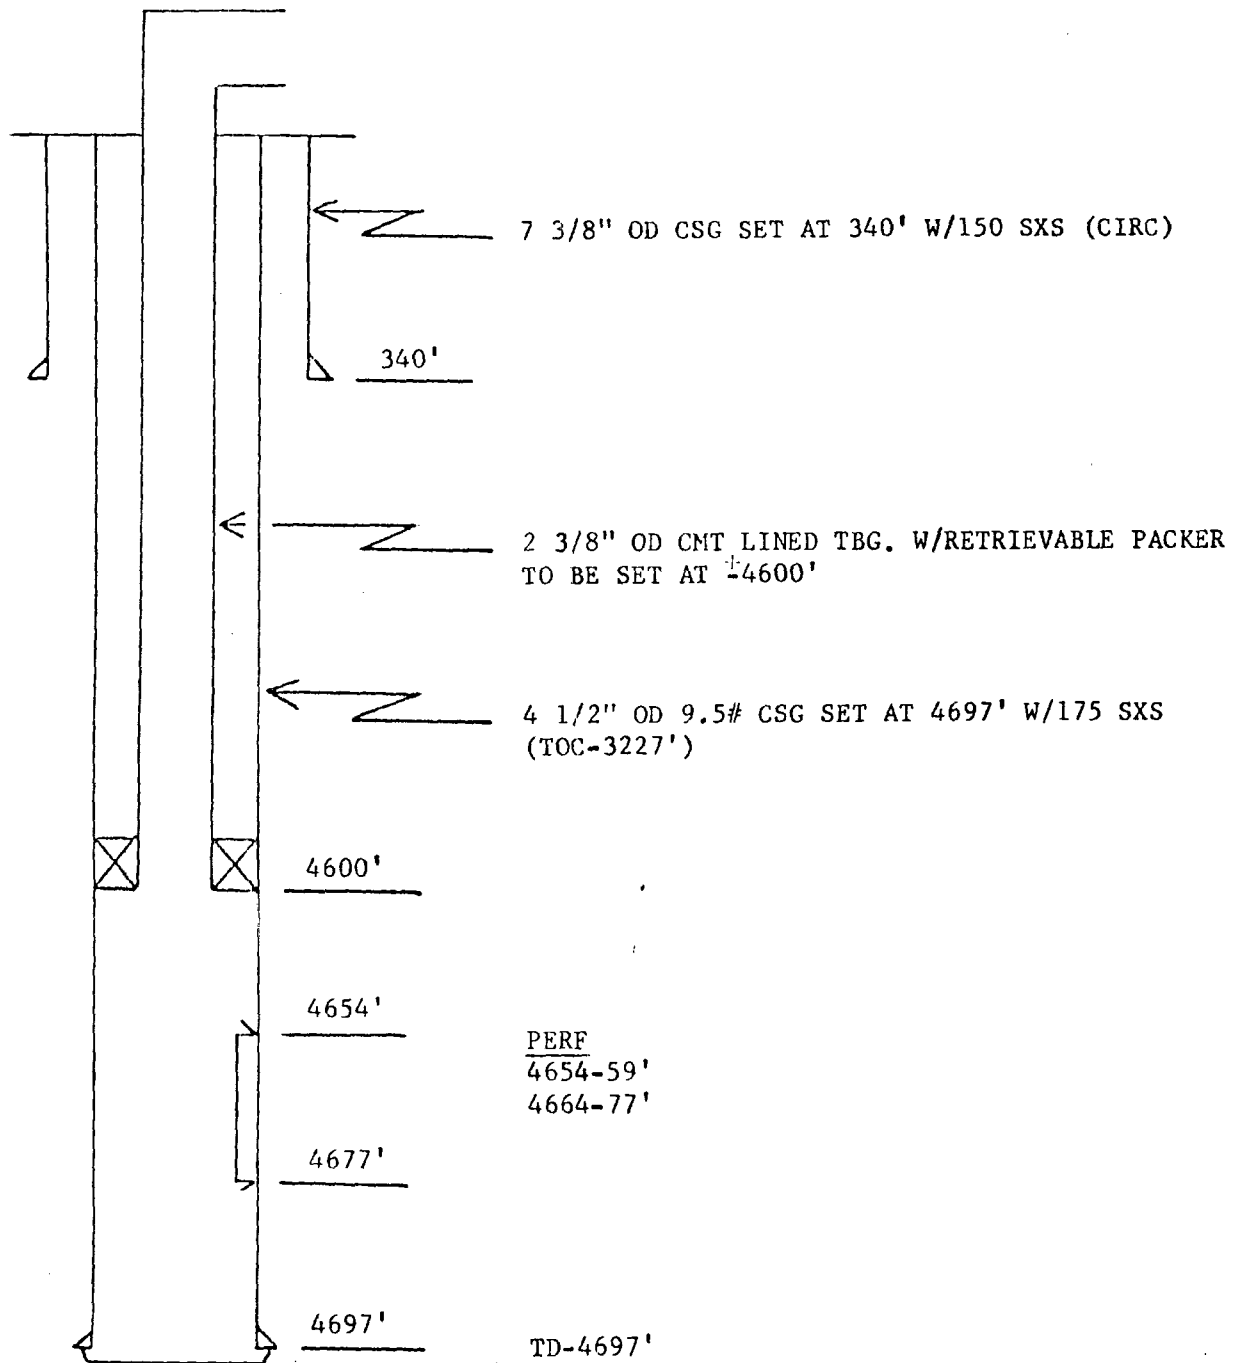 7 3/8" OD CSG SET AT 340' W/150 SXS (CIRC)
340'
2 3/8" OD CMT LINED TBG. W/RETRIEVABLE PACKER
TO BE SET AT ±4600'
4 1/2" OD 9.5# CSG SET AT 4697' W/175 SXS
(TOC-3227')
4600'
4654'
PERF
4654-59'
4664-77'
4677'
4697'
TD-4697'